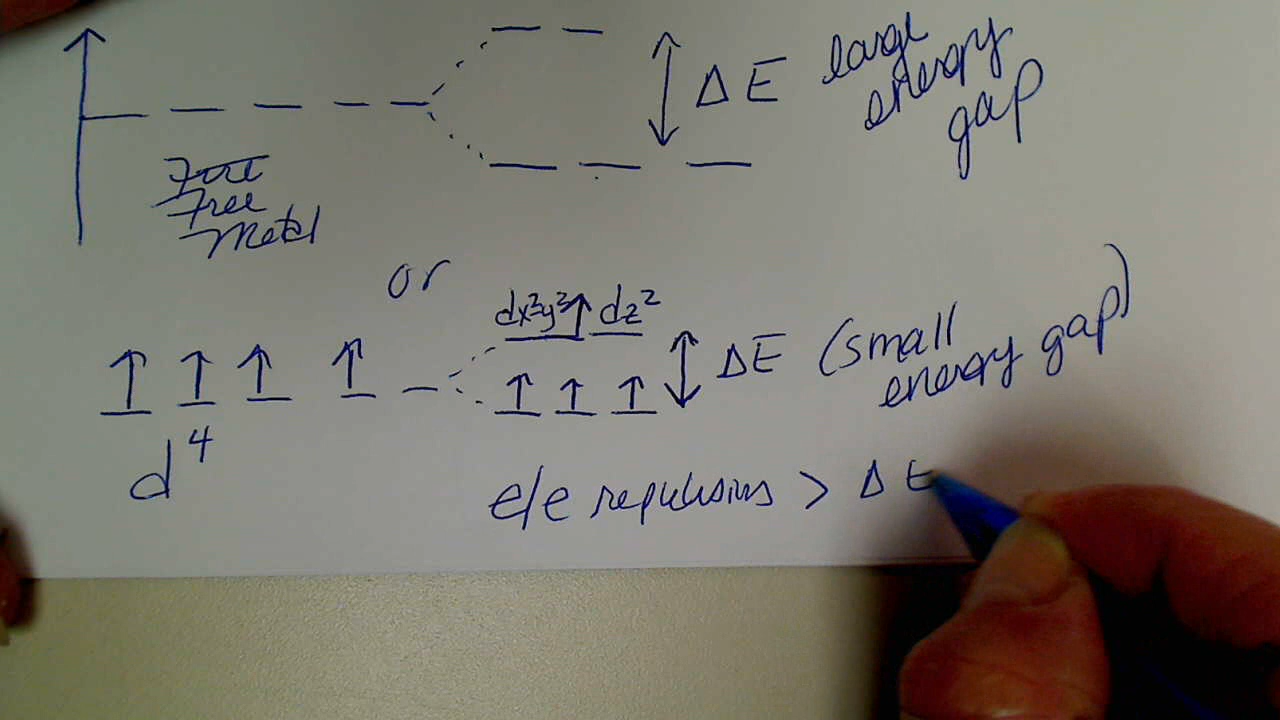 ΔE large
energy
gap
Free
Metal
or
dx²y² dz²
ΔE (small
energy gap)
d⁴
e/e repulsions > ΔE